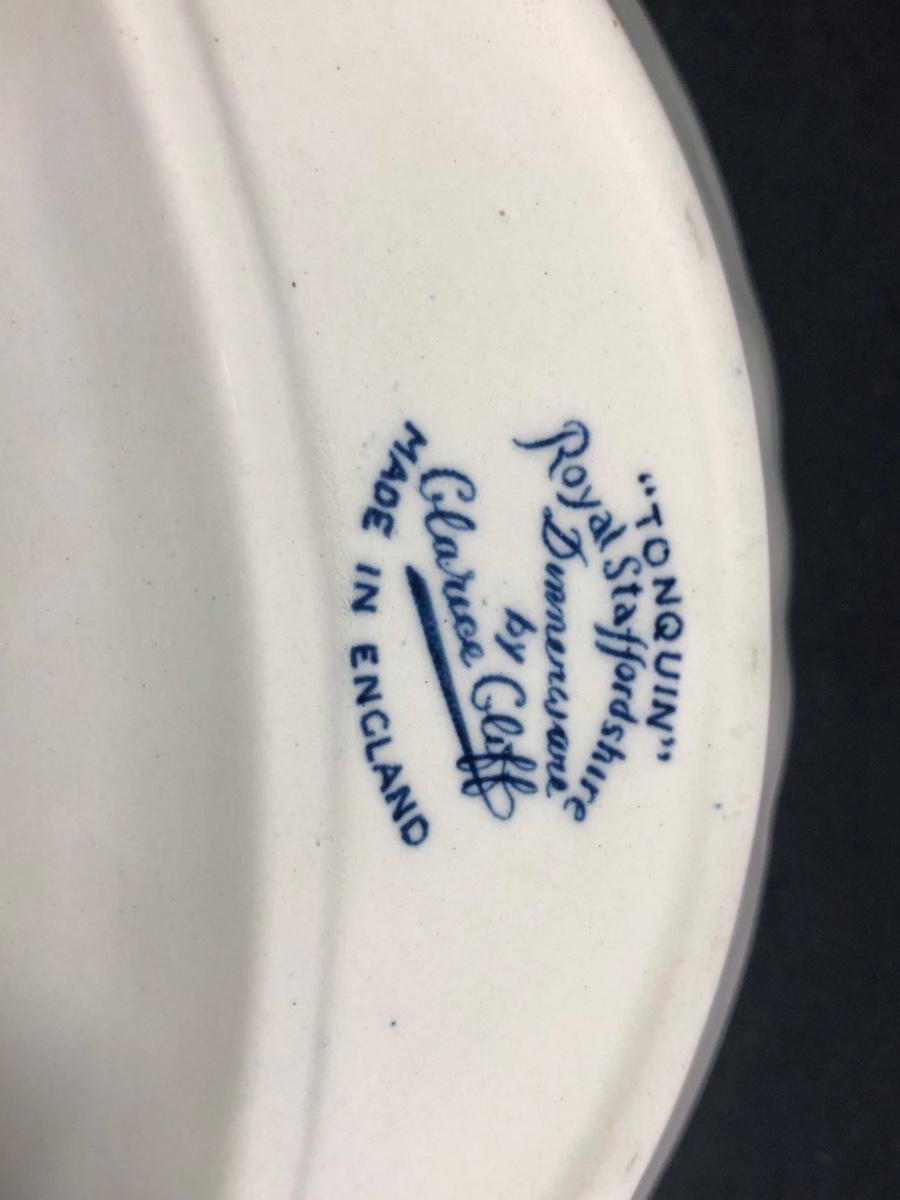 "TONQUIN"
Royal Staffordshire
Dinnerware
by
Clarice Cliff
MADE IN ENGLAND